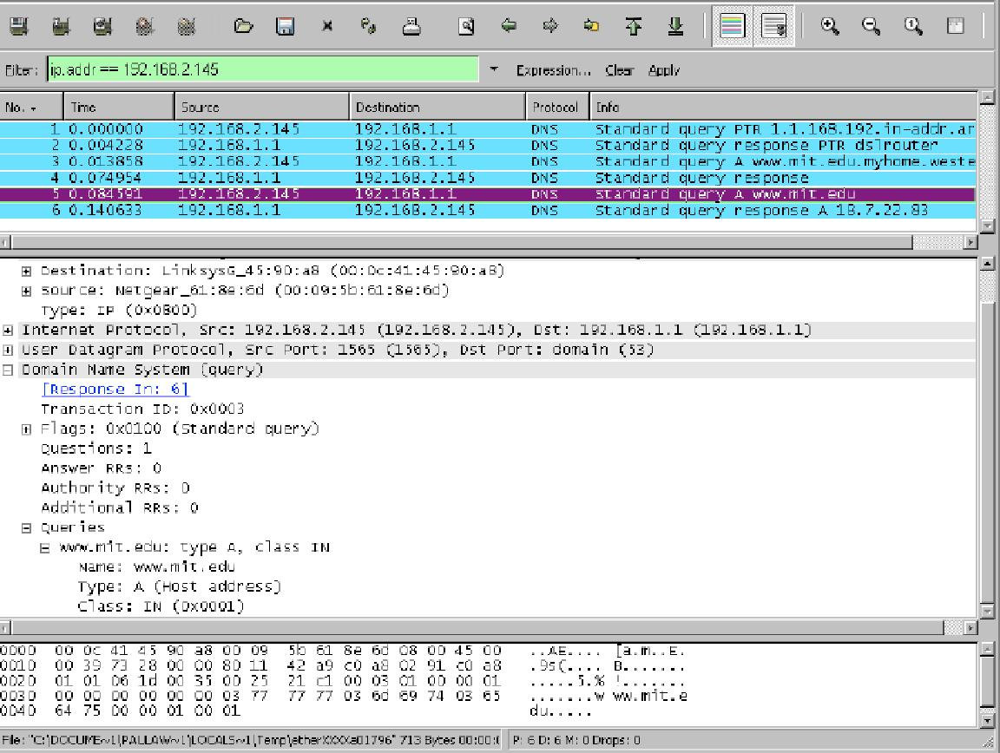 Filter: ip.addr == 192.168.2.145 Expression... Clear Apply
No. Time Source Destination Protocol Info
1 0.000000 192.168.2.145 192.168.1.1 DNS Standard query PTR 1.1.168.192.in-addr.ar
2 0.004228 192.168.1.1 192.168.2.145 DNS Standard query response PTR dslrouter
3 0.013858 192.168.2.145 192.168.1.1 DNS Standard query A www.mit.edu.myhome.weste
4 0.074954 192.168.1.1 192.168.2.145 DNS Standard query response
5 0.084591 192.168.2.145 192.168.1.1 DNS Standard query A www.mit.edu
6 0.140633 192.168.1.1 192.168.2.145 DNS Standard query response A 18.7.22.83
Destination: LinksysG_45:90:a8 (00:0c:41:45:90:a8)
Source: Netgear_61:8e:6d (00:09:5b:61:8e:6d)
Type: IP (0x0800)
Internet Protocol, Src: 192.168.2.145 (192.168.2.145), Dst: 192.168.1.1 (192.168.1.1)
User Datagram Protocol, Src Port: 1565 (1565), Dst Port: domain (53)
Domain Name System (query)
[Response In: 6]
Transaction ID: 0x0003
Flags: 0x0100 (Standard query)
Questions: 1
Answer RRs: 0
Authority RRs: 0
Additional RRs: 0
Queries
www.mit.edu: type A, class IN
Name: www.mit.edu
Type: A (Host address)
Class: IN (0x0001)
0000 00 0c 41 45 90 a8 00 09 5b 61 8e 6d 08 00 45 00 ..AE.... [a.m..E.
0010 00 39 73 28 00 00 80 11 42 a9 c0 a8 02 91 c0 a8 .9s(.... B.......
0020 01 01 06 1d 00 35 00 25 21 c1 00 03 01 00 00 01 .....5.% !.......
0030 00 00 00 00 00 00 03 77 77 77 03 6d 69 74 03 65 .......w ww.mit.e
0040 64 75 00 00 01 00 01 du.....
File: "C:\DOCUME~1\PALLAW~1\LOCALS~1\Temp\etherXXXXa01796" 713 Bytes 00:00:( P: 6 D: 6 M: 0 Drops: 0